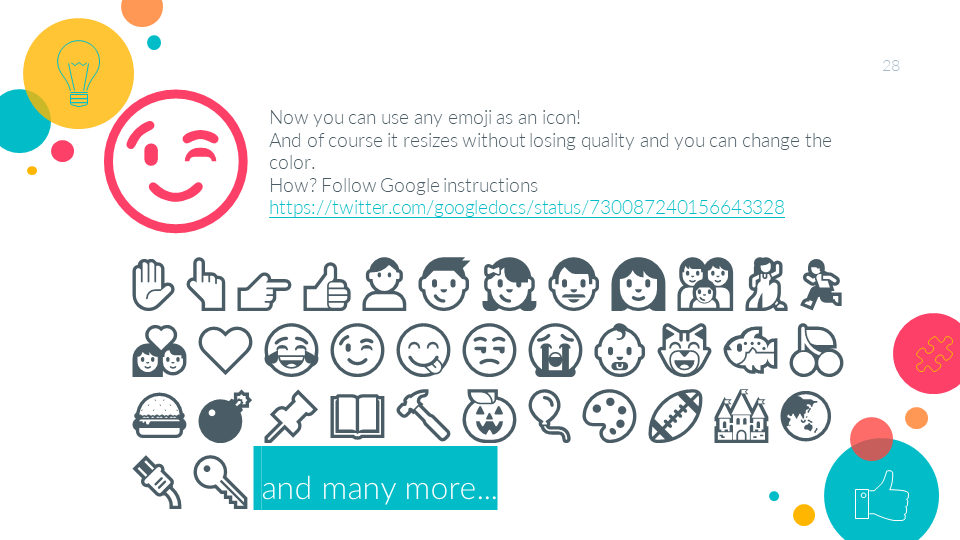 28
Now you can use any emoji as an icon!
And of course it resizes without losing quality and you can change the
color.
How? Follow Google instructions
https://twitter.com/googledocs/status/730087240156643328
and many more...